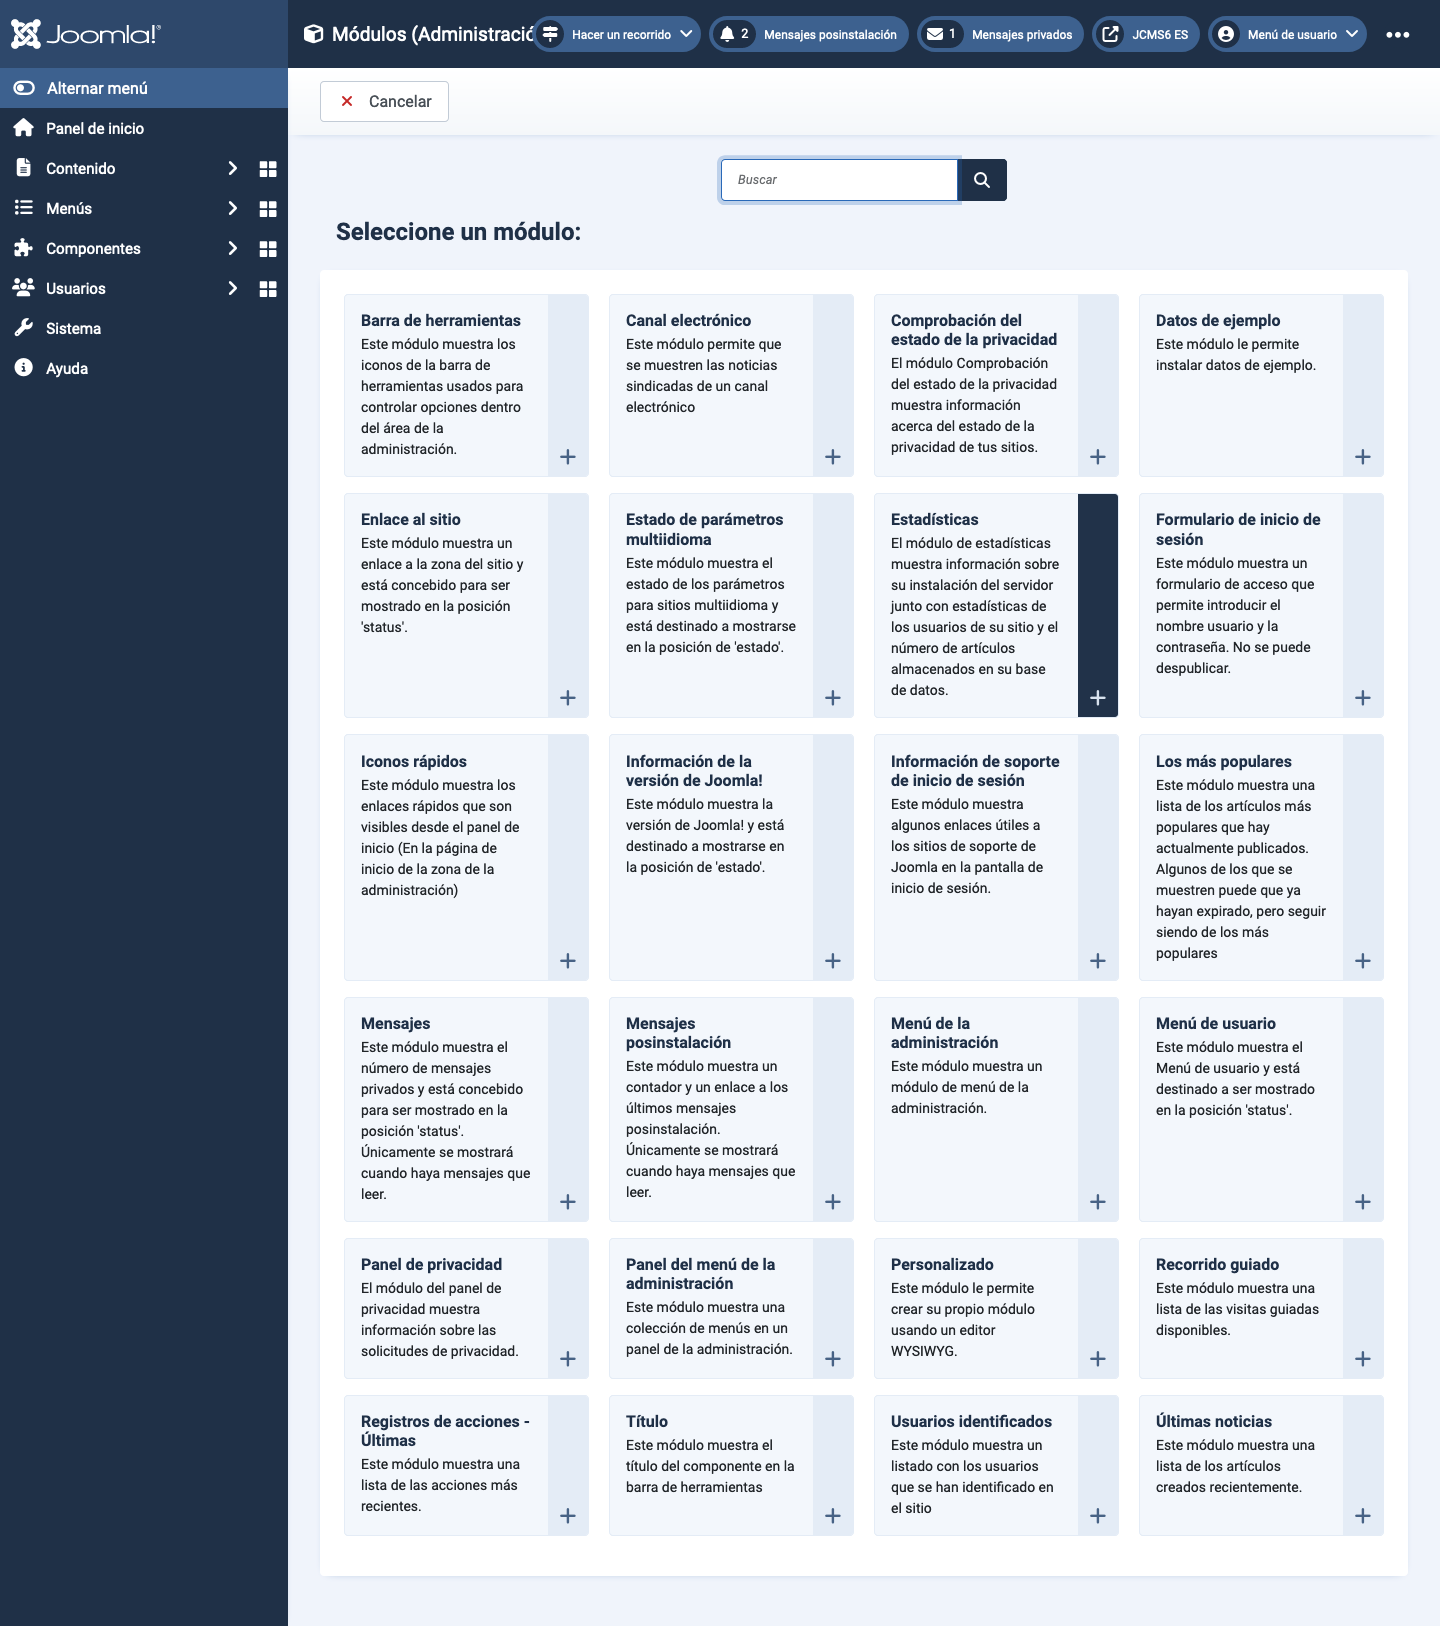 Joomla!®
Módulos (Administració
Hacer un recorrido
2 Mensajes posinstalación
1 Mensajes privados
JCMS6 ES
Menú de usuario
Alternar menú
Panel de inicio
Contenido
Menús
Componentes
Usuarios
Sistema
Ayuda
Cancelar
Buscar
Seleccione un módulo:
Barra de herramientas
Este módulo muestra los
iconos de la barra de
herramientas usados para
controlar opciones dentro
del área de la
administración.
Canal electrónico
Este módulo permite que
se muestren las noticias
sindicadas de un canal
electrónico
Comprobación del
estado de la privacidad
El módulo Comprobación
del estado de la privacidad
muestra información
acerca del estado de la
privacidad de tus sitios.
Datos de ejemplo
Este módulo le permite
instalar datos de ejemplo.
Enlace al sitio
Este módulo muestra un
enlace a la zona del sitio y
está concebido para ser
mostrado en la posición
'status'.
Estado de parámetros
multiidioma
Este módulo muestra el
estado de los parámetros
para sitios multiidioma y
está destinado a mostrarse
en la posición de 'estado'.
Estadísticas
El módulo de estadísticas
muestra información sobre
su instalación del servidor
junto con estadísticas de
los usuarios de su sitio y el
número de artículos
almacenados en su base
de datos.
Formulario de inicio de
sesión
Este módulo muestra un
formulario de acceso que
permite introducir el
nombre usuario y la
contraseña. No se puede
despublicar.
Iconos rápidos
Este módulo muestra los
enlaces rápidos que son
visibles desde el panel de
inicio (En la página de
inicio de la zona de la
administración)
Información de la
versión de Joomla!
Este módulo muestra la
versión de Joomla! y está
destinado a mostrarse en
la posición de 'estado'.
Información de soporte
de inicio de sesión
Este módulo muestra
algunos enlaces útiles a
los sitios de soporte de
Joomla en la pantalla de
inicio de sesión.
Los más populares
Este módulo muestra una
lista de los artículos más
populares que hay
actualmente publicados.
Algunos de los que se
muestren puede que ya
hayan expirado, pero seguir
siendo de los más
populares
Mensajes
Este módulo muestra el
número de mensajes
privados y está concebido
para ser mostrado en la
posición 'status'.
Únicamente se mostrará
cuando haya mensajes que
leer.
Mensajes
posinstalación
Este módulo muestra un
contador y un enlace a los
últimos mensajes
posinstalación.
Únicamente se mostrará
cuando haya mensajes que
leer.
Menú de la
administración
Este módulo muestra un
módulo de menú de la
administración.
Menú de usuario
Este módulo muestra el
Menú de usuario y está
destinado a ser mostrado
en la posición 'status'.
Panel de privacidad
El módulo del panel de
privacidad muestra
información sobre las
solicitudes de privacidad.
Panel del menú de la
administración
Este módulo muestra una
colección de menús en un
panel de la administración.
Personalizado
Este módulo le permite
crear su propio módulo
usando un editor
WYSIWYG.
Recorrido guiado
Este módulo muestra una
lista de las visitas guiadas
disponibles.
Registros de acciones -
Últimas
Este módulo muestra una
lista de las acciones más
recientes.
Título
Este módulo muestra el
título del componente en la
barra de herramientas
Usuarios identificados
Este módulo muestra un
listado con los usuarios
que se han identificado en
el sitio
Últimas noticias
Este módulo muestra una
lista de los artículos
creados recientemente.